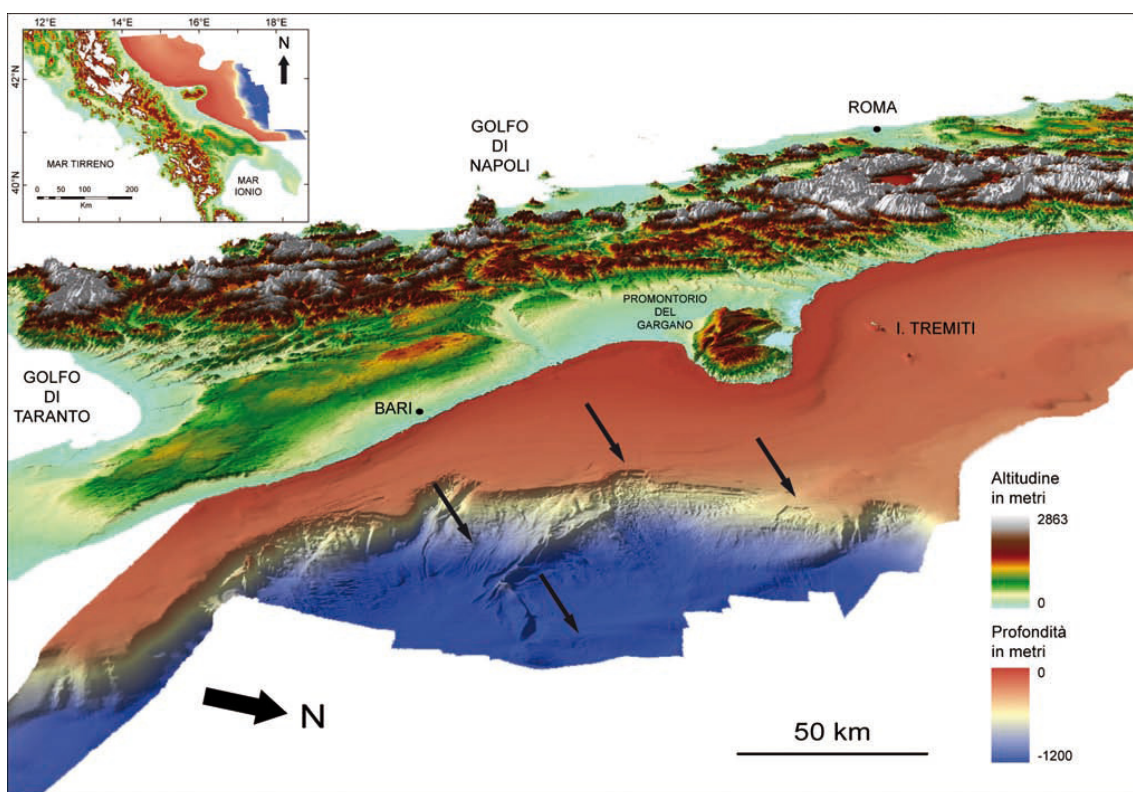 12°E 14°E 16°E 18°E
N
42°N
40°N
MAR TIRRENO
MAR
IONIO
0 50 100 200
Km
GOLFO
DI
NAPOLI
ROMA
PROMONTORIO
DEL
GARGANO
I. TREMITI
GOLFO
DI
TARANTO
BARI
Altitudine
in metri
2863
0
Profondità
in metri
0
-1200
N
50 km